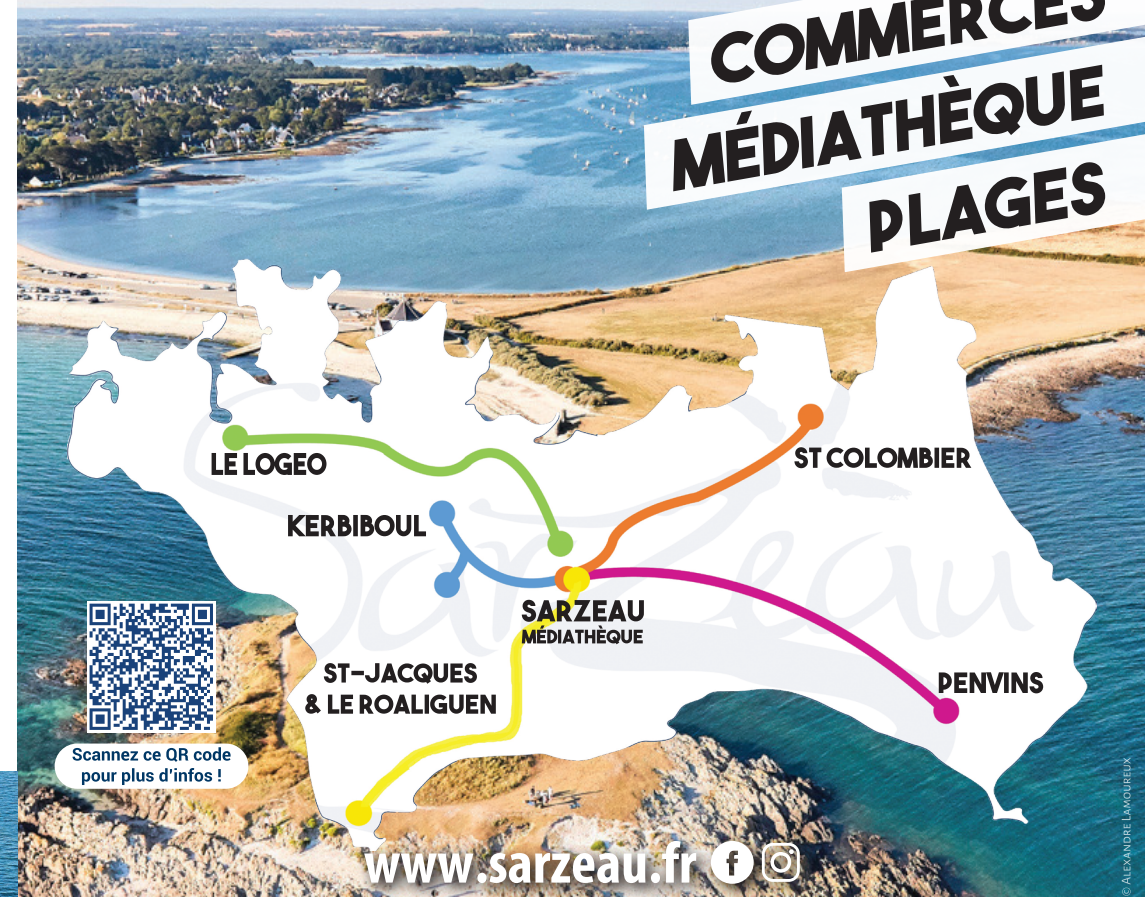 COMMERCES
MÉDIATHÈQUE
PLAGES
LE LOGEO
ST COLOMBIER
KERBIBOUL
Sarzeau
SARZEAU
MÉDIATHÈQUE
ST-JACQUES
& LE ROALIGUEN
PENVINS
Scannez ce QR code
pour plus d'infos !
www.sarzeau.fr
© ALEXANDRE LAMOUREUX